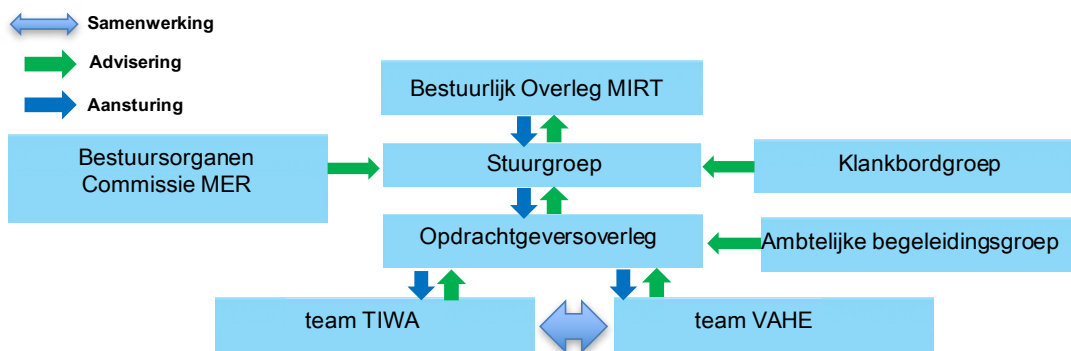 Samenwerking
Advisering
Aansturing
Bestuurlijk Overleg MIRT
Bestuursorganen
Commissie MER
Stuurgroep
Klankbordgroep
Opdrachtgeversoverleg
Ambtelijke begeleidingsgroep
team TIWA
team VAHE